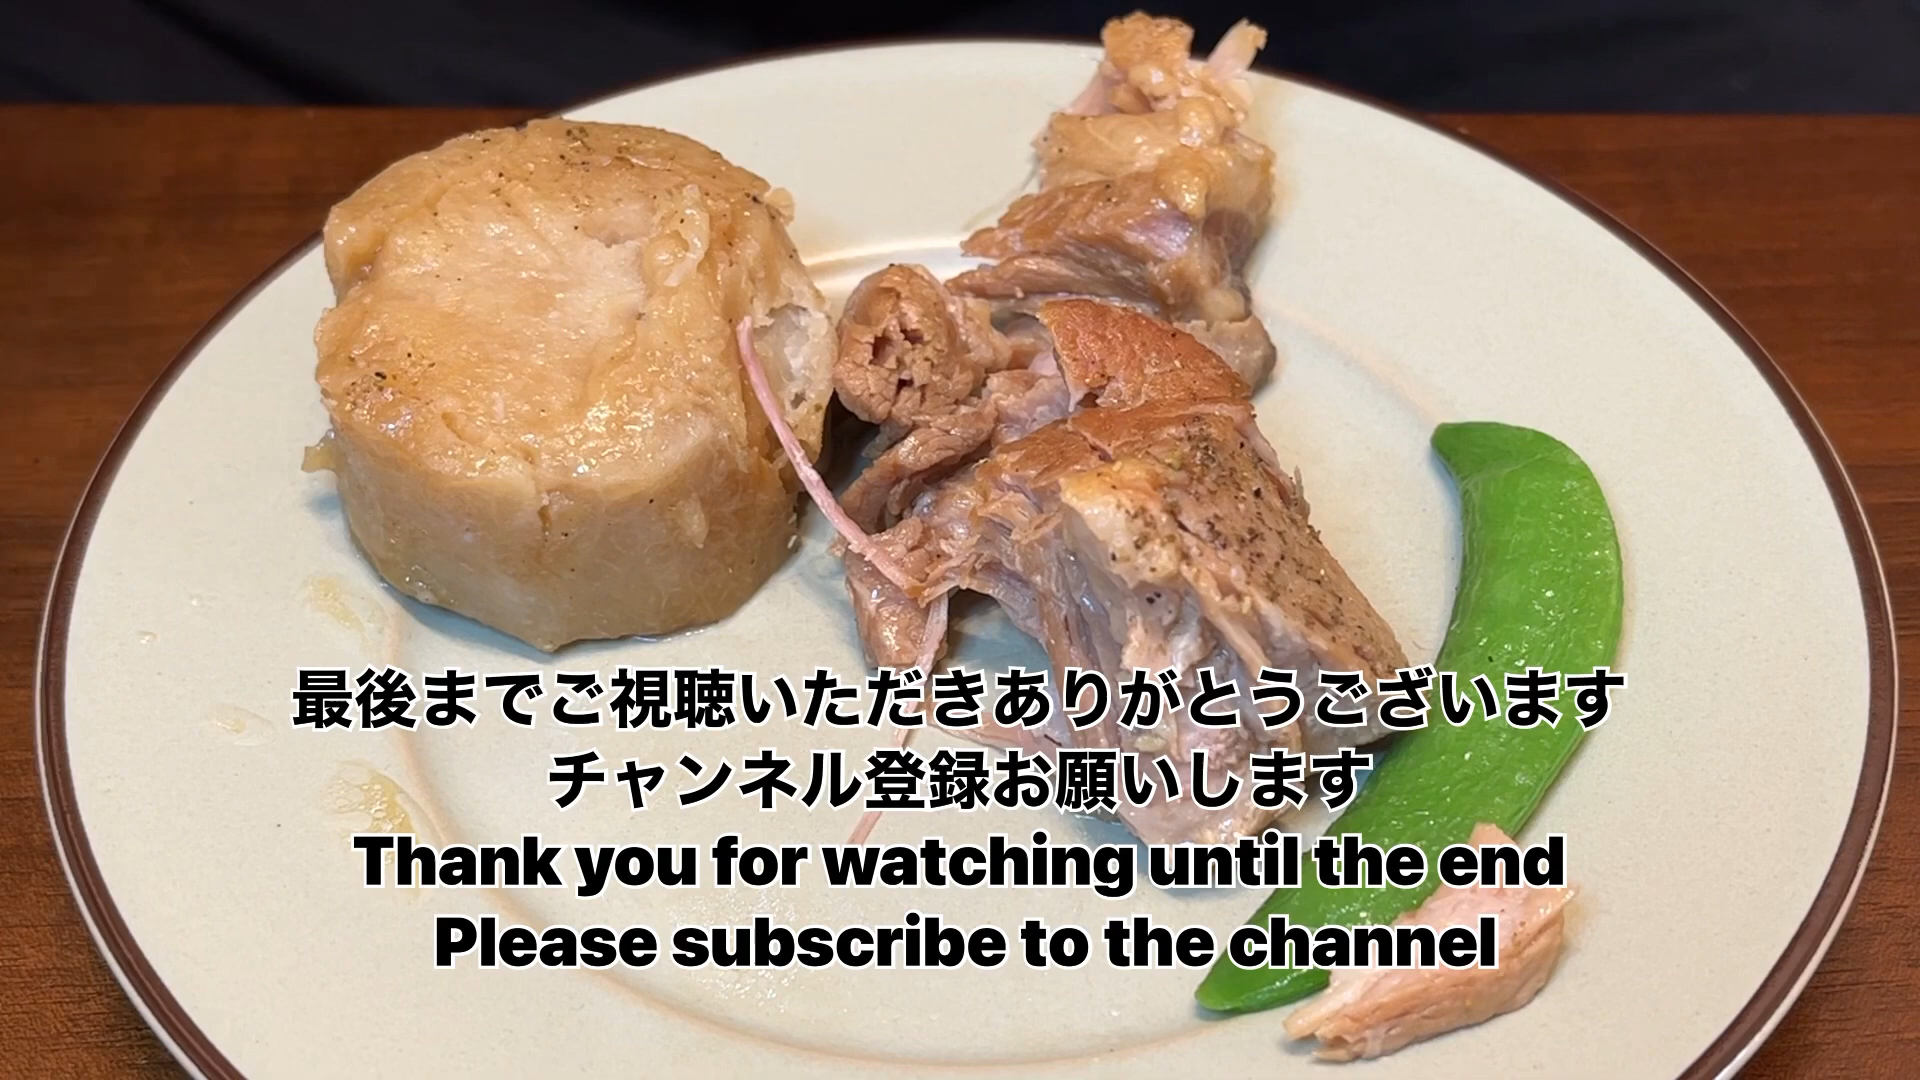 最後までご視聴いただきありがとうございます
チャンネル登録お願いします
Thank you for watching until the end
Please subscribe to the channel